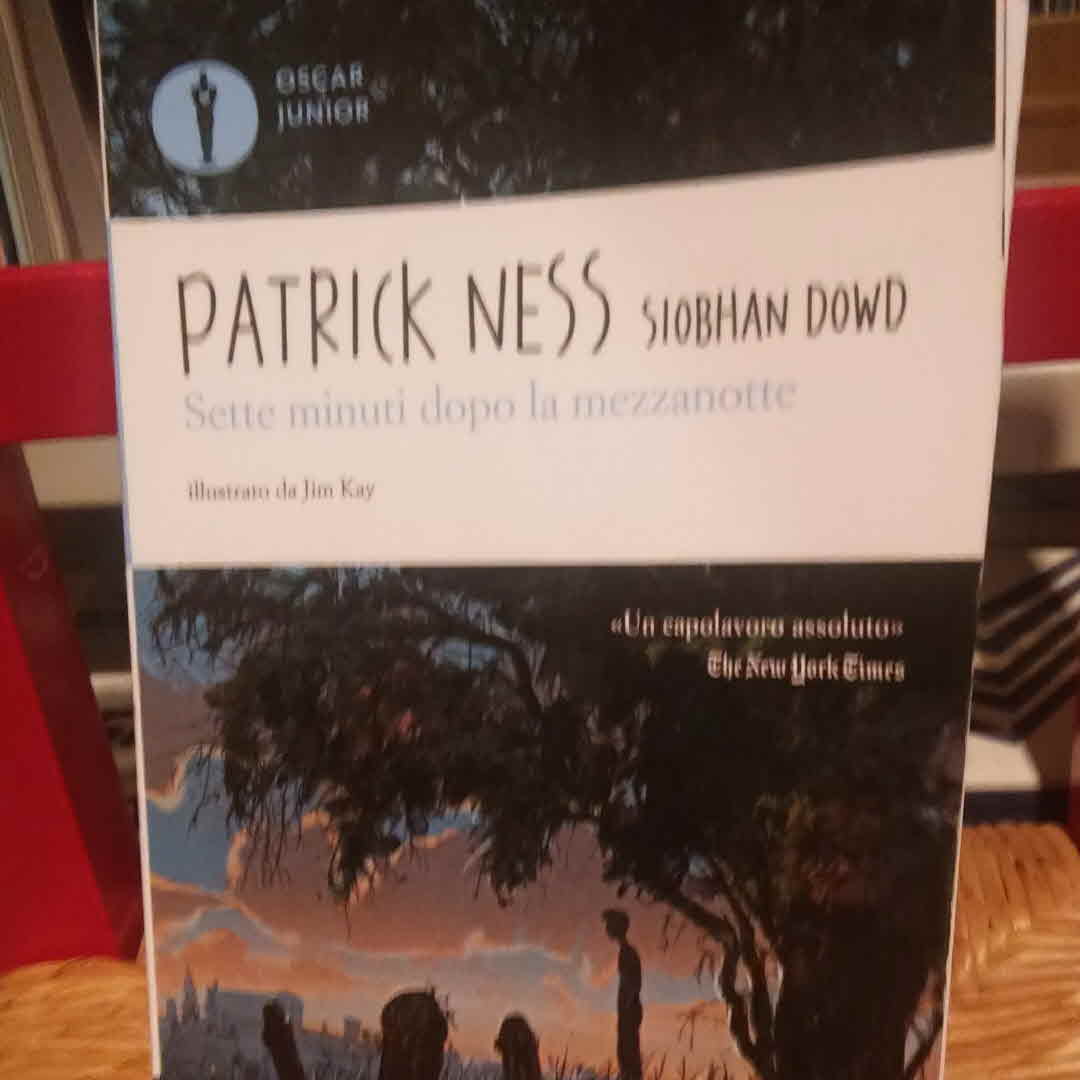 OSCAR
JUNIOR
PATRICK NESS SIOBHAN DOWD
Sette minuti dopo la mezzanotte
illustrato da Jim Kay
«Un capolavoro assoluto»
The New York Times